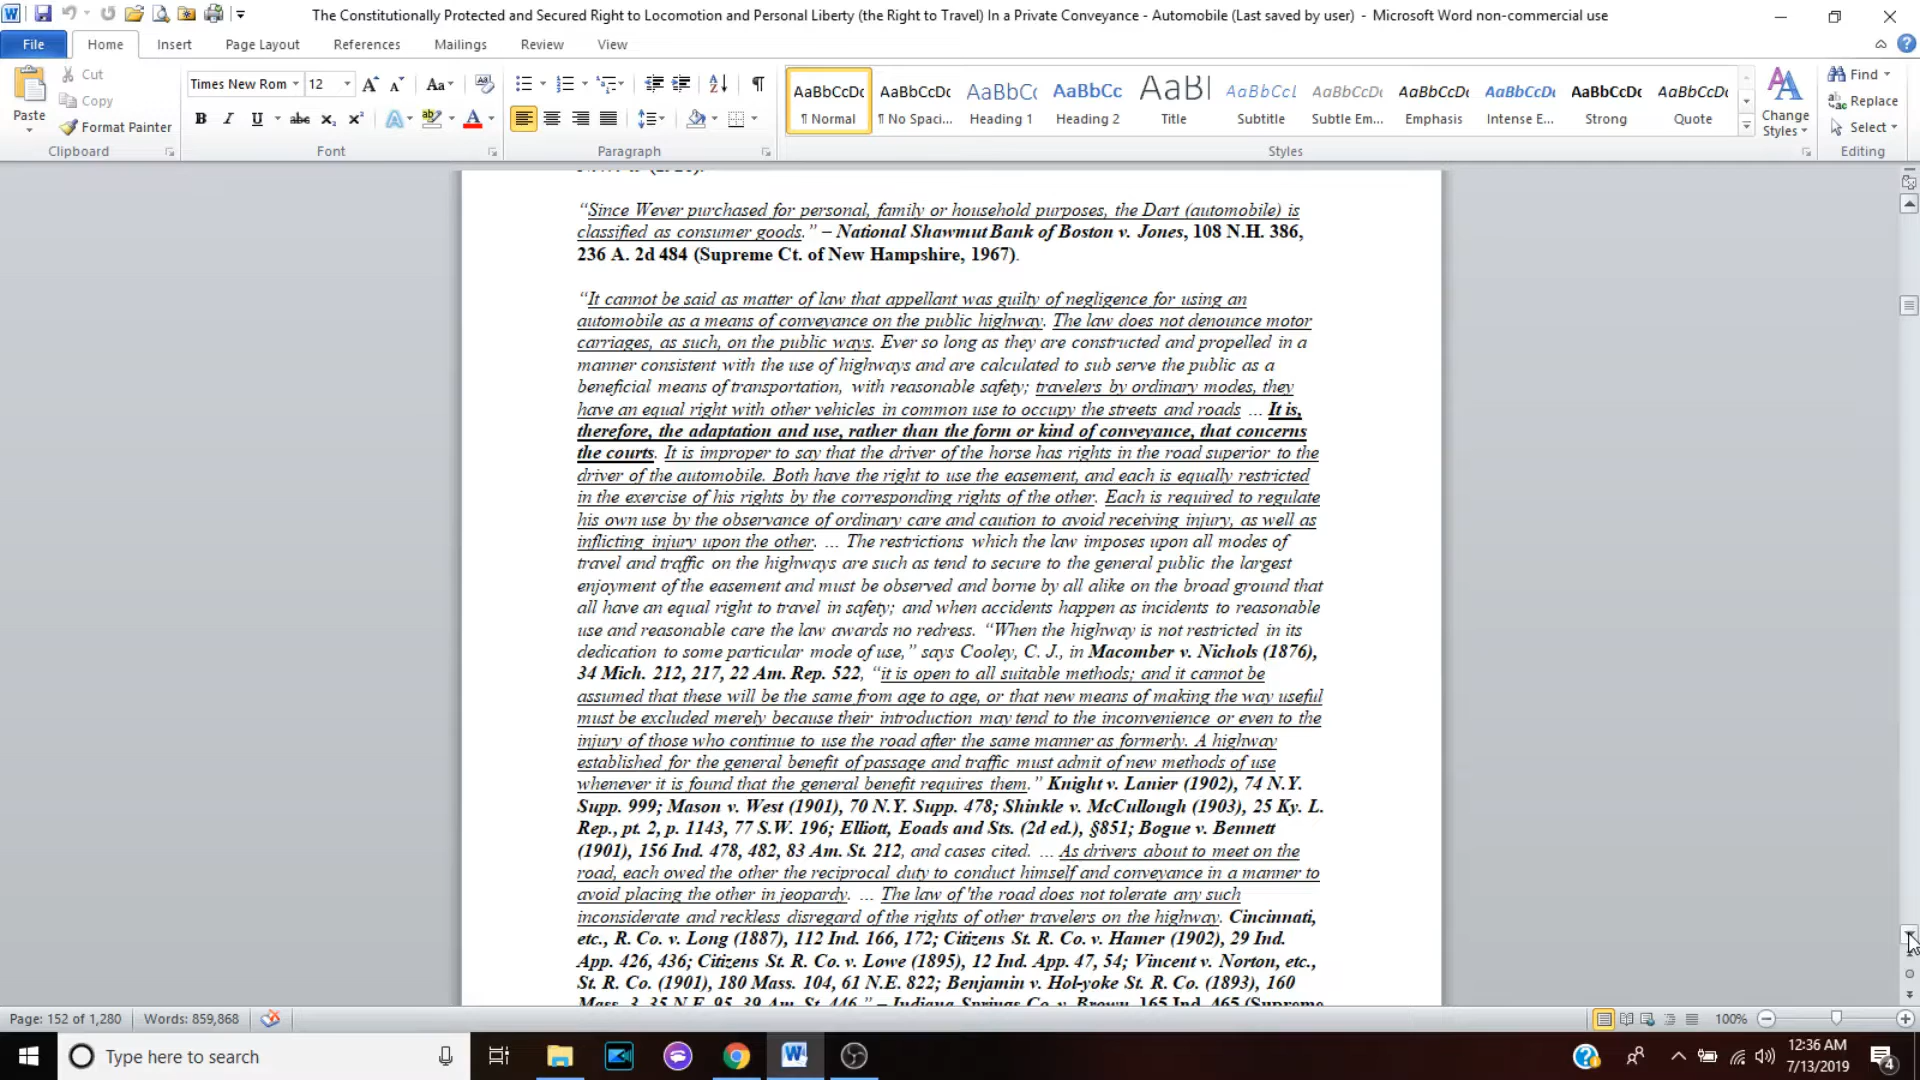 The Constitutionally Protected and Secured Right to Locomotion and Personal Liberty (the Right to Travel) In a Private Conveyance - Automobile (Last saved by user) - Microsoft Word non-commercial use
File Home Insert Page Layout References Mailings Review View
Cut
Copy
Format Painter
Paste
Clipboard
Times New Rom 12
Font
Paragraph
AaBbCcDc AaBbCcDc AaBbC( AaBbCc AaB AaBbCcL AaBbCcDc AaBbCcDc AaBbCcDc AaBbCcDc AaBbCcDc
¶ Normal ¶ No Spaci... Heading 1 Heading 2 Title Subtitle Subtle Em... Emphasis Intense E... Strong Quote
Change Styles
Styles
Find
Replace
Select
Editing
“Since Wever purchased for personal, family or household purposes, the Dart (automobile) is
classified as consumer goods.” – National Shawmut Bank of Boston v. Jones, 108 N.H. 386,
236 A. 2d 484 (Supreme Ct. of New Hampshire, 1967).
“It cannot be said as matter of law that appellant was guilty of negligence for using an
automobile as a means of conveyance on the public highway. The law does not denounce motor
carriages, as such, on the public ways. Ever so long as they are constructed and propelled in a
manner consistent with the use of highways and are calculated to sub serve the public as a
beneficial means of transportation, with reasonable safety; travelers by ordinary modes, they
have an equal right with other vehicles in common use to occupy the streets and roads … It is,
therefore, the adaptation and use, rather than the form or kind of conveyance, that concerns
the courts. It is improper to say that the driver of the horse has rights in the road superior to the
driver of the automobile. Both have the right to use the easement, and each is equally restricted
in the exercise of his rights by the corresponding rights of the other. Each is required to regulate
his own use by the observance of ordinary care and caution to avoid receiving injury, as well as
inflicting injury upon the other. … The restrictions which the law imposes upon all modes of
travel and traffic on the highways are such as tend to secure to the general public the largest
enjoyment of the easement and must be observed and borne by all alike on the broad ground that
all have an equal right to travel in safety; and when accidents happen as incidents to reasonable
use and reasonable care the law awards no redress. “When the highway is not restricted in its
dedication to some particular mode of use,” says Cooley, C. J., in Macomber v. Nichols (1876),
34 Mich. 212, 217, 22 Am. Rep. 522, “it is open to all suitable methods; and it cannot be
assumed that these will be the same from age to age, or that new means of making the way useful
must be excluded merely because their introduction may tend to the inconvenience or even to the
injury of those who continue to use the road after the same manner as formerly. A highway
established for the general benefit of passage and traffic must admit of new methods of use
whenever it is found that the general benefit requires them.” Knight v. Lanier (1902), 74 N.Y.
Supp. 999; Mason v. West (1901), 70 N.Y. Supp. 478; Shinkle v. McCullough (1903), 25 Ky. L.
Rep., pt. 2, p. 1143, 77 S.W. 196; Elliott, Eoads and Sts. (2d ed.), §851; Bogue v. Bennett
(1901), 156 Ind. 478, 482, 83 Am. St. 212, and cases cited. … As drivers about to meet on the
road, each owed the other the reciprocal duty to conduct himself and conveyance in a manner to
avoid placing the other in jeopardy. … The law of 'the road does not tolerate any such
inconsiderate and reckless disregard of the rights of other travelers on the highway. Cincinnati,
etc., R. Co. v. Long (1887), 112 Ind. 166, 172; Citizens St. R. Co. v. Hamer (1902), 29 Ind.
App. 426, 436; Citizens St. R. Co. v. Lowe (1895), 12 Ind. App. 47, 54; Vincent v. Norton, etc.,
St. R. Co. (1901), 180 Mass. 104, 61 N.E. 822; Benjamin v. Hol-yoke St. R. Co. (1893), 160
Mass. 3, 35 N.E. 95, 39 Am. St. 446.” – Indiana Springs Co. v. Brown, 165 Ind. 465 (Supreme
Page: 152 of 1,280 Words: 859,868 100%
Type here to search
12:36 AM
7/13/2019
4